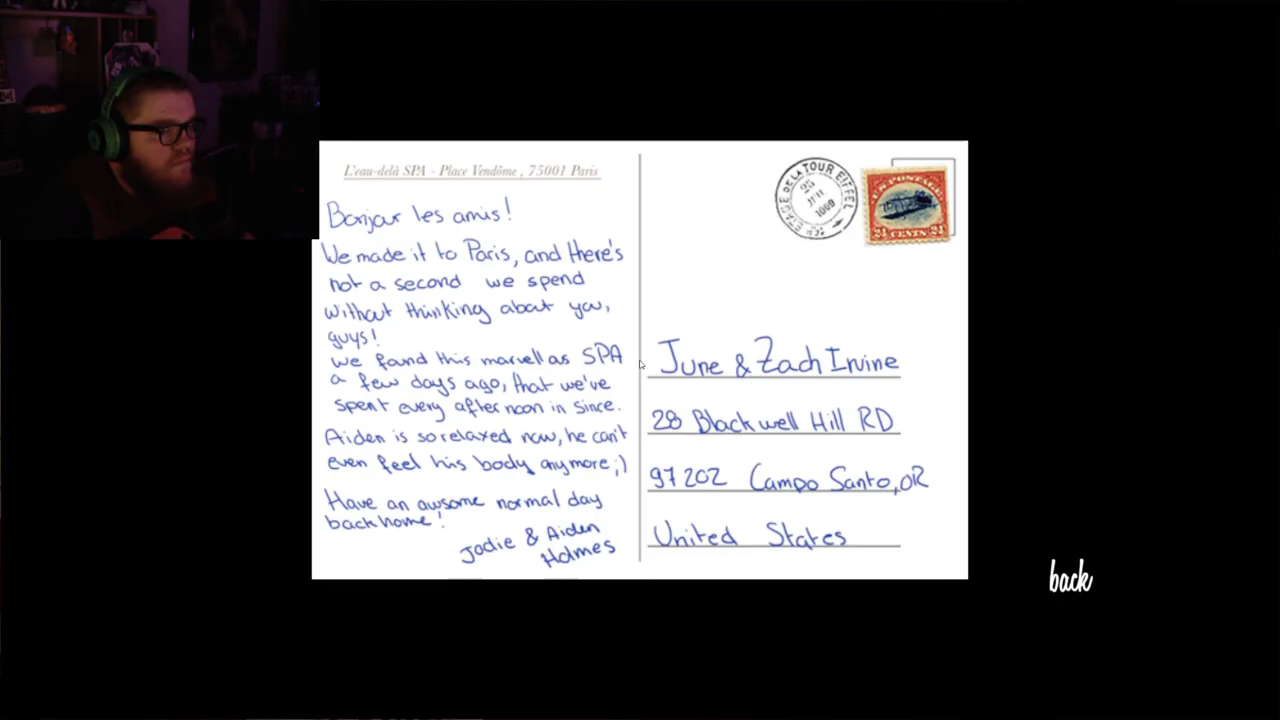 L'eau-delà SPA - Place Vendôme , 75001 Paris
Bonjour les amis!
We made it to Paris, and there's
not a second we spend
without thinking about you,
guys!
we found this marvellous SPA
a few days ago, that we've
spent every afternoon in since.
Aiden is so relaxed now, he can't
even feel his body anymore ;)
Have an awsome normal day
back home!
Jodie & Aiden
Holmes
ETAGE DE LA TOUR EIFFEL
25
U.S. POSTAGE
24 CENTS 24
June & Zach Irvine
28 Blackwell Hill RD
97202 Campo Santo, OR
United States
back